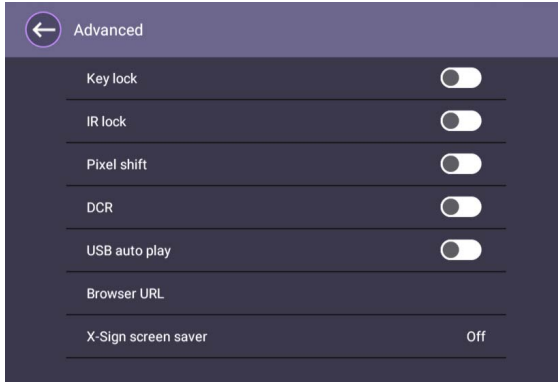 Advanced
Key lock
IR lock
Pixel shift
DCR
USB auto play
Browser URL
X-Sign screen saver Off